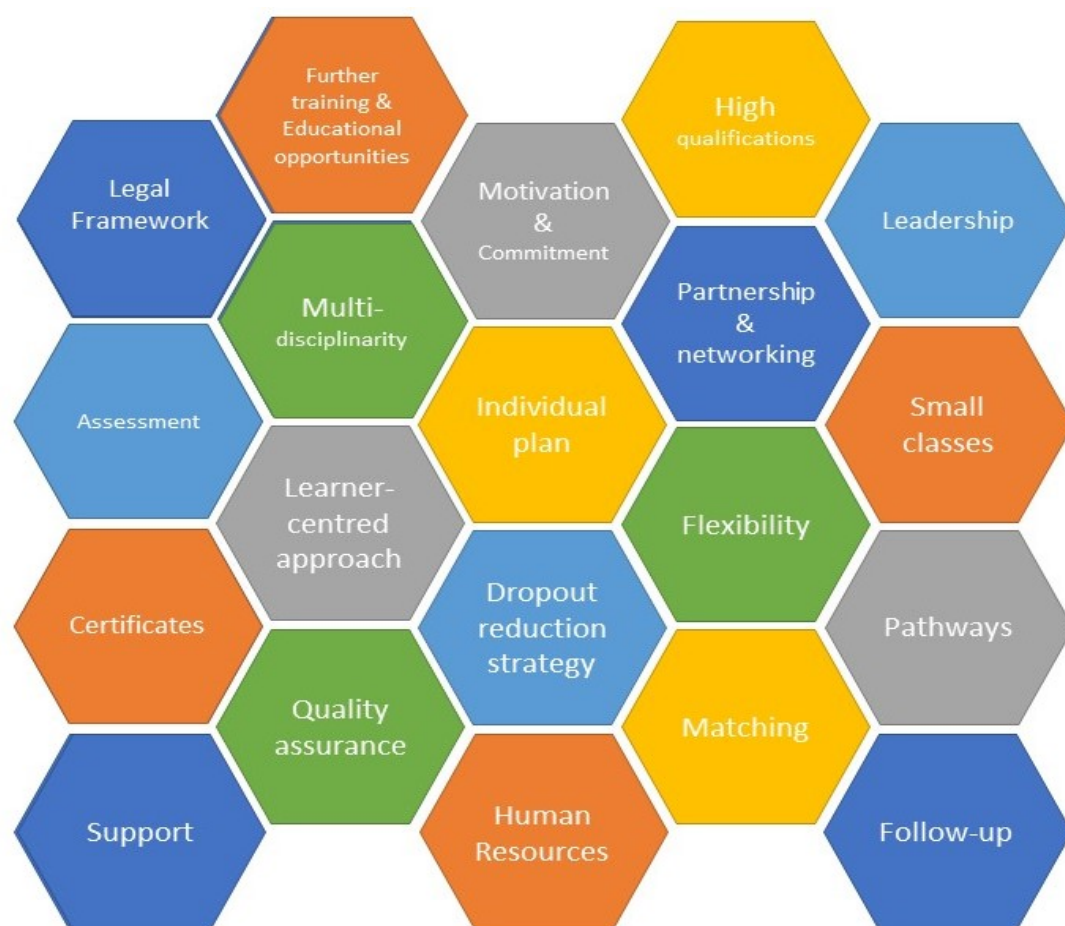 Further
training &
Educational
opportunities
High
qualifications
Legal
Framework
Motivation
&
Commitment
Leadership
Multi-
disciplinarity
Partnership
&
networking
Assessment
Individual
plan
Small
classes
Learner-
centred
approach
Flexibility
Certificates
Dropout
reduction
strategy
Pathways
Quality
assurance
Matching
Support
Human
Resources
Follow-up